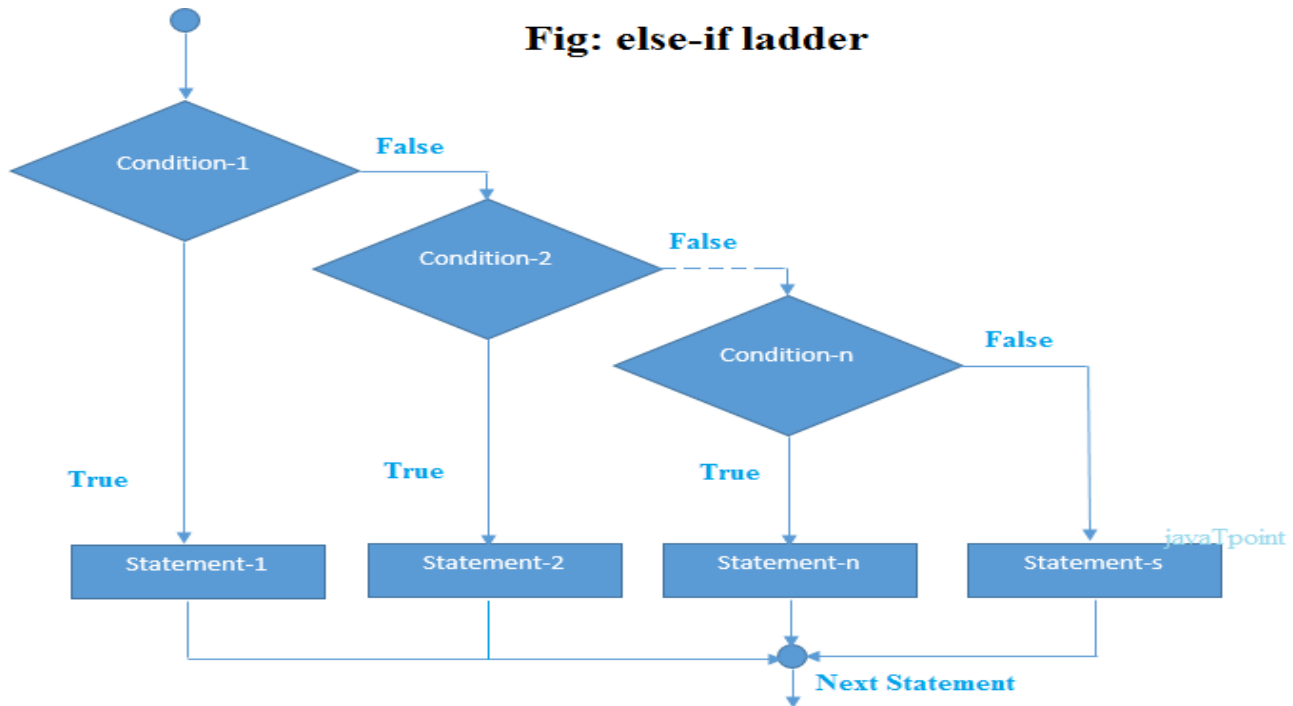 Fig: else-if ladder
Condition-1
False
Condition-2
False
Condition-n
False
True
True
True
javaTpoint
Statement-1
Statement-2
Statement-n
Statement-s
Next Statement